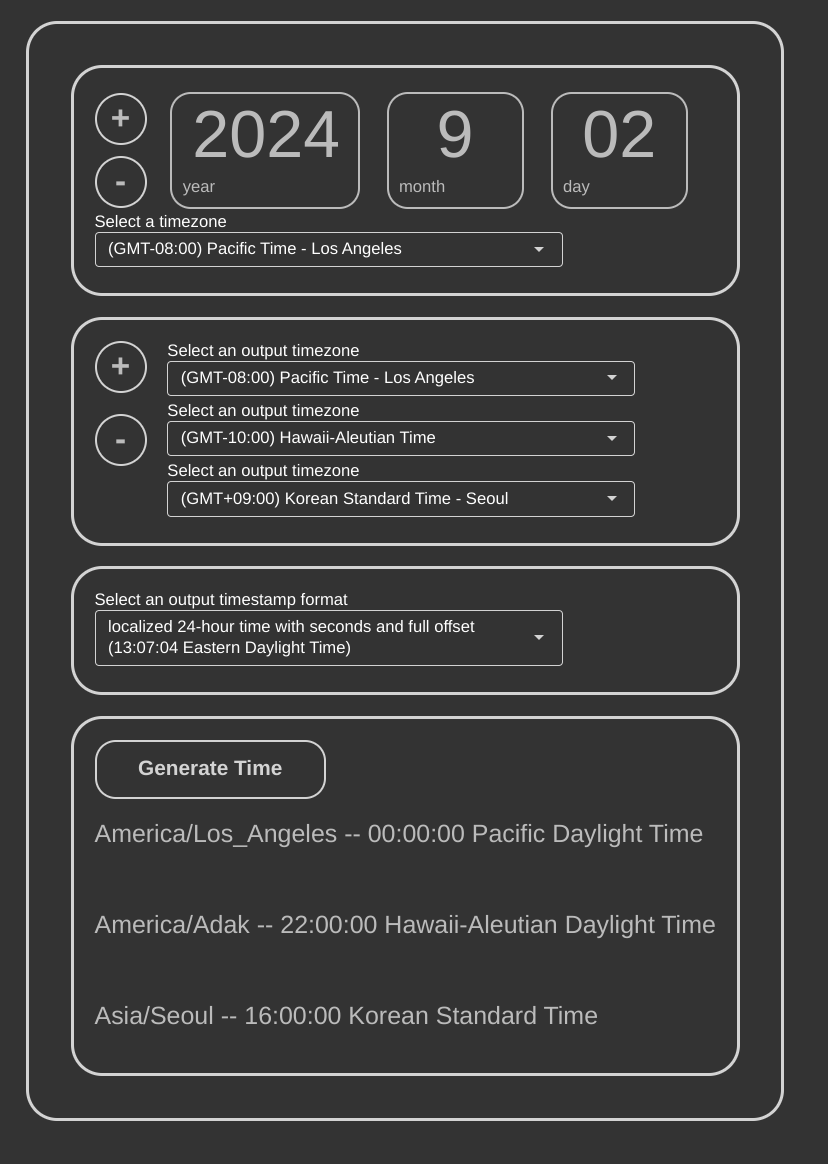 +
2024 9 02
-
year month day
Select a timezone
(GMT-08:00) Pacific Time - Los Angeles
+
Select an output timezone
(GMT-08:00) Pacific Time - Los Angeles
Select an output timezone
-
(GMT-10:00) Hawaii-Aleutian Time
Select an output timezone
(GMT+09:00) Korean Standard Time - Seoul
Select an output timestamp format
localized 24-hour time with seconds and full offset
(13:07:04 Eastern Daylight Time)
Generate Time
America/Los_Angeles -- 00:00:00 Pacific Daylight Time
America/Adak -- 22:00:00 Hawaii-Aleutian Daylight Time
Asia/Seoul -- 16:00:00 Korean Standard Time